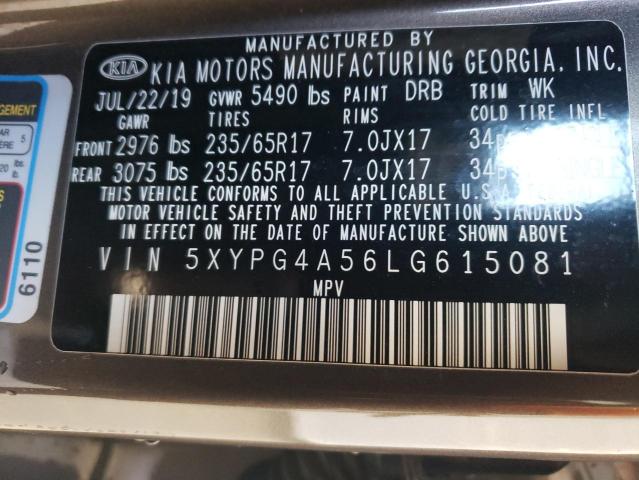 MANUFACTURED BY
KIA KIA MOTORS MANUFACTURING GEORGIA, INC.
JUL/22/19 GVWR 5490 lbs PAINT DRB TRIM WK
GAWR TIRES RIMS COLD TIRE INFL
FRONT 2976 lbs 235/65R17 7.0JX17
REAR 3075 lbs 235/65R17 7.0JX17
THIS VEHICLE CONFORMS TO ALL APPLICABLE U.S.A.
MOTOR VEHICLE SAFETY AND THEFT PREVENTION STANDARDS
IN EFFECT ON THE DATE OF MANUFACTURE SHOWN ABOVE
VIN 5XYPG4A56LG615081
MPV
6110